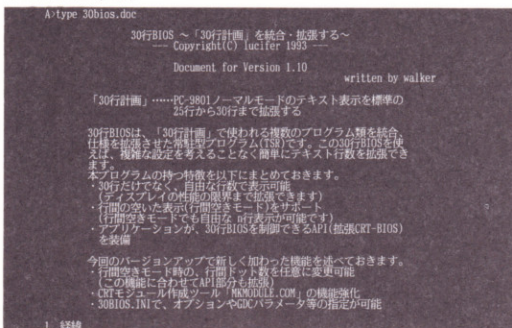 A>type 30bios.doc
30行BIOS ～「30行計画」を統合・拡張する～
--- Copyright(C) lucifer 1993 ---
Document for Version 1.10
written by walker
「30行計画」……PC-9801ノーマルモードのテキスト表示を標準の
25行から30行まで拡張する
30行BIOSは、「30行計画」で使われる複数のプログラム類を統合、
仕様を拡張させた常駐型プログラム(TSR)です。この30行BIOSを使
えば、複雑な設定を考えることなく簡単にテキスト行数を拡張でき
ます。
本プログラムの持つ特徴を以下にまとめておきます。
・30行だけでなく、自由な行数で表示可能
(ディスプレイの性能の限界まで拡張できます)
・行間の空いた表示(行間空きモード)をサポート
(行間空きモードでも自由な n行表示が可能です)
・アプリケーションが、30行BIOSを制御できるAPI(拡張CRT-BIOS)
を装備
今回のバージョンアップで新しく加わった機能を述べておきます。
・行間空きモード時の、行間ドット数を任意に変更可能
(この機能に合わせてAPI部分も拡張)
・CRTモジュール作成ツール「MKMODULE.COM」の機能強化
・30BIOS.INIで、オプションやGDCパラメータ等の指定が可能
1. 経緯